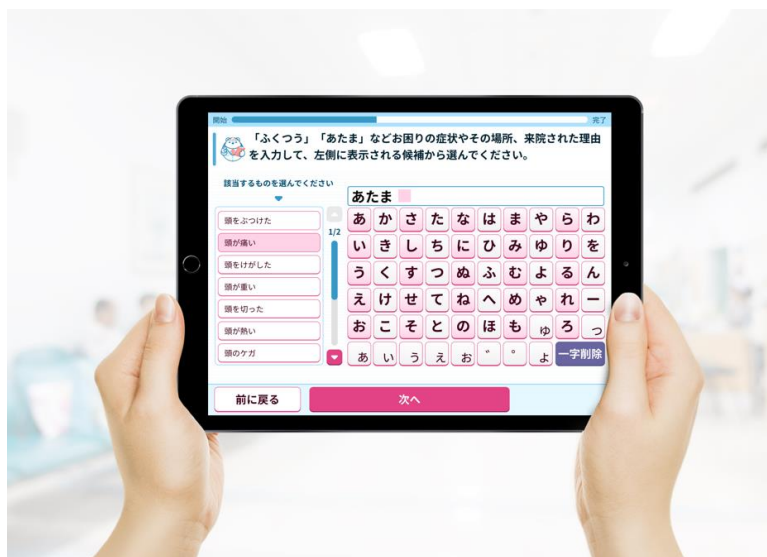 開始
完了
「ふくつう」「あたま」などお困りの症状やその場所、来院された理由
を入力して、左側に表示される候補から選んでください。
該当するものを選んでください
あたま
頭をぶつけた
頭が痛い
頭をけがした
頭が重い
頭を切った
頭が熱い
頭のケガ
1/2
あ か さ た な は ま や ら わ
い き し ち に ひ み ゆ り を
う く す つ ぬ ふ む よ る ん
え け せ て ね へ め ゃ れ ー
お こ そ と の ほ も ゅ ろ っ
ぁ ぃ ぅ ぇ ぉ ゛ ゜ ょ 一字削除
前に戻る
次へ